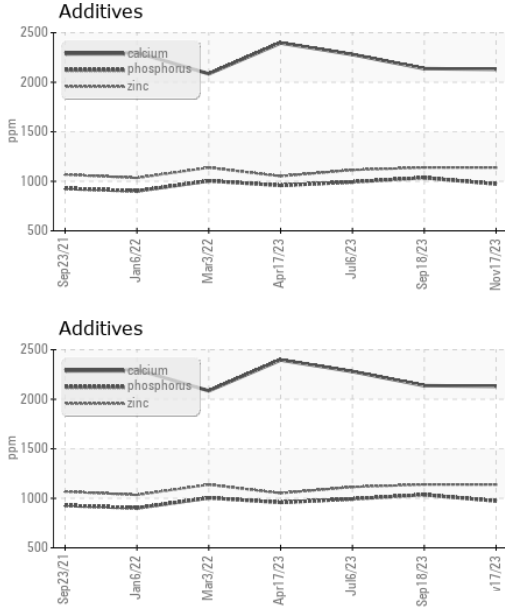 Additives
2500
calcium
phosphorus
2000
zinc
ppm
1500
1000
500
Sep23/21
Jan6/22
Mar3/22
Apr17/23
Jul6/23
Sep18/23
Nov17/23
Additives
2500
calcium
phosphorus
2000
zinc
ppm
1500
1000
500
Sep23/21
Jan6/22
Mar3/22
Apr17/23
Jul6/23
Sep18/23
v17/23